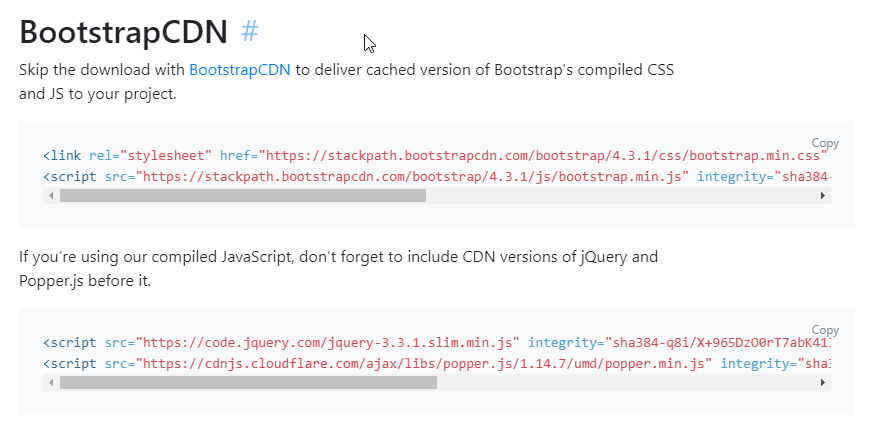 BootstrapCDN #
Skip the download with BootstrapCDN to deliver cached version of Bootstrap’s compiled CSS
and JS to your project.
Copy
<link rel="stylesheet" href="https://stackpath.bootstrapcdn.com/bootstrap/4.3.1/css/bootstrap.min.css"
<script src="https://stackpath.bootstrapcdn.com/bootstrap/4.3.1/js/bootstrap.min.js" integrity="sha384-
If you’re using our compiled JavaScript, don’t forget to include CDN versions of jQuery and
Popper.js before it.
Copy
<script src="https://code.jquery.com/jquery-3.3.1.slim.min.js" integrity="sha384-q8i/X+965DzO0rT7abK41
<script src="https://cdnjs.cloudflare.com/ajax/libs/popper.js/1.14.7/umd/popper.min.js" integrity="sha